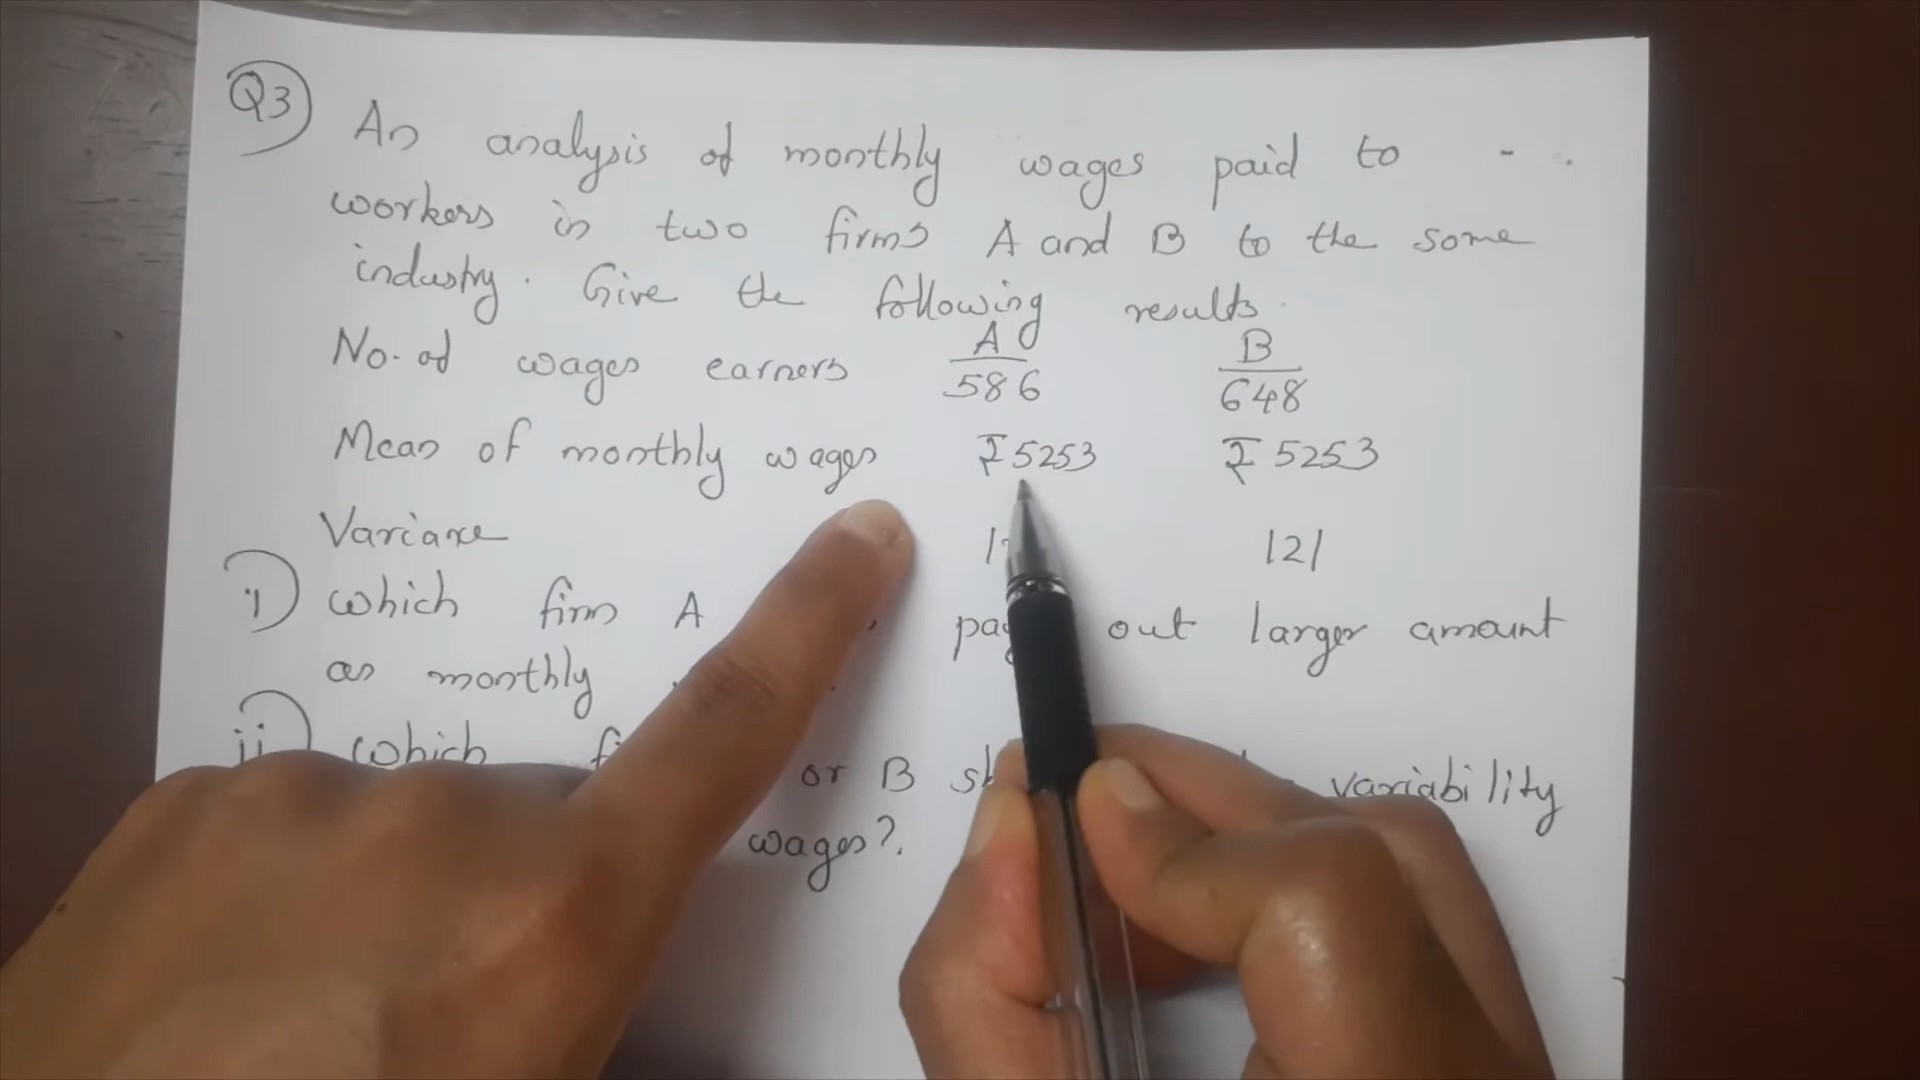 Q3 An analysis of monthly wages paid to
workers in two firms A and B to the some
industry. Give the following results.
A B
No. of wages earners 586 648
Mean of monthly wages ₹5253 ₹5253
Variance 121
i) which firm A out larger amount
as monthly
ii) which or B variability
wages?.